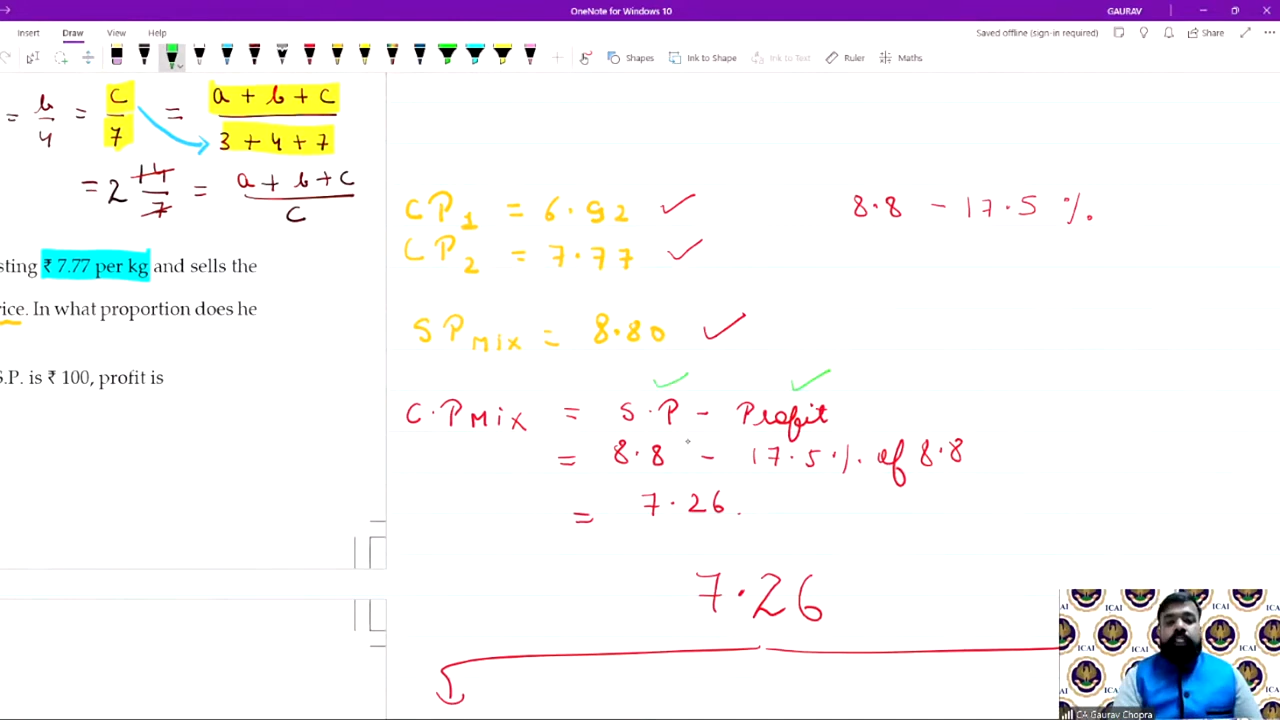 OneNote for Windows 10
GAURAV
Insert Draw View Help
Saved offline (sign-in required)
Share
Shapes
Ink to Shape
Ink to Text
Ruler
Maths
= b/4 = c/7 = a + b + c / 3 + 4 + 7
= 2 14/7 = a + b + c / c
sting ₹ 7.77 per kg and sells the
rice. In what proportion does he
S.P. is ₹ 100, profit is
CP1 = 6.92 ✓
CP2 = 7.77 ✓
8.8 - 17.5 %.
SPMix = 8.80 ✓
C.PMix = S.P - Profit
= 8.8 - 17.5 %. of 8.8
= 7.26.
7.26
ICAI
CA Gaurav Chopra